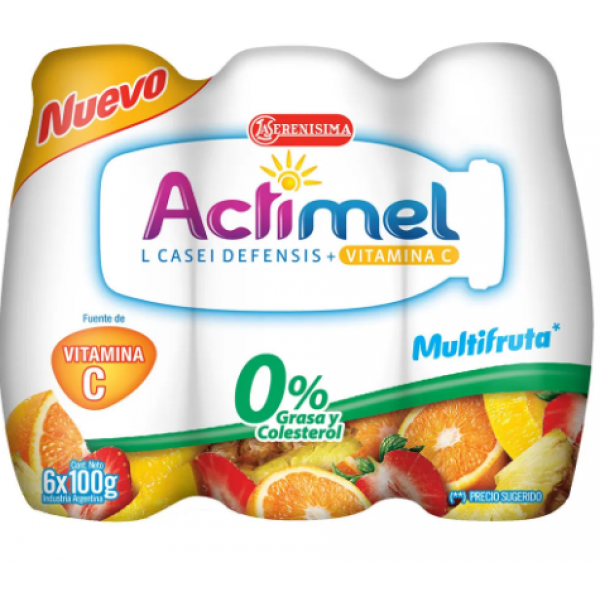 Nuevo
LA SERENISIMA
Actimel
L CASEI DEFENSIS + VITAMINA C
Fuente de
VITAMINA
C
Multifruta*
0%
Grasa y
Colesterol
Cont. Neto
6x100g
Industria Argentina
(**) PRECIO SUGERIDO